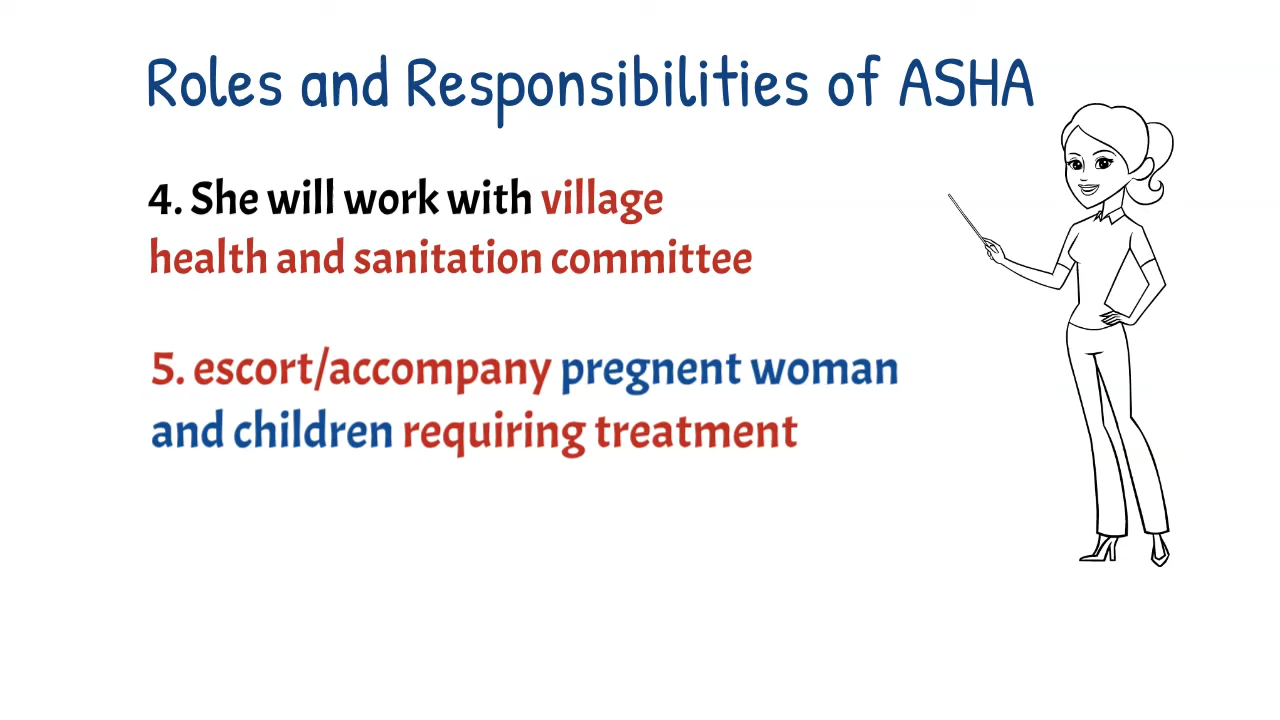 Roles and Responsibilities of ASHA
4. She will work with village
health and sanitation committee
5. escort/accompany pregnent woman
and children requiring treatment